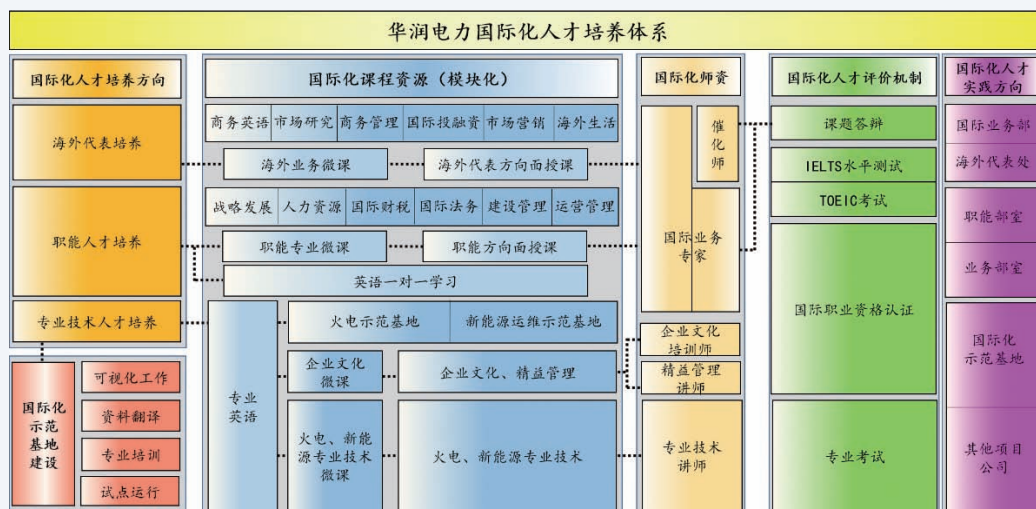 华润电力国际化人才培养体系
国际化人才培养方向
海外代表培养
职能人才培养
专业技术人才培养
国际化
示范
基地
建设
可视化工作
资料翻译
专业培训
试点运行
国际化课程资源（模块化）
商务英语 市场研究 商务管理 国际投融资 市场营销 海外生活
海外业务微课 海外代表方向面授课
战略发展 人力资源 国际财税 国际法务 建设管理 运营管理
职能专业微课 职能方向面授课
英语一对一学习
专业
英语
火电示范基地 新能源运维示范基地
企业文化
微课
企业文化、精益管理
火电、新能
源专业技术
微课
火电、新能源专业技术
国际化师资
催
化
师
国际业务
专家
企业文化
培训师
精益管理
讲师
专业技术
讲师
国际化人才评价机制
课题答辩
IELTS水平测试
TOEIC考试
国际职业资格认证
专业考试
国际化人才
实践方向
国际业务部
海外代表处
职能部室
业务部室
国际化
示范基地
其他项目
公司